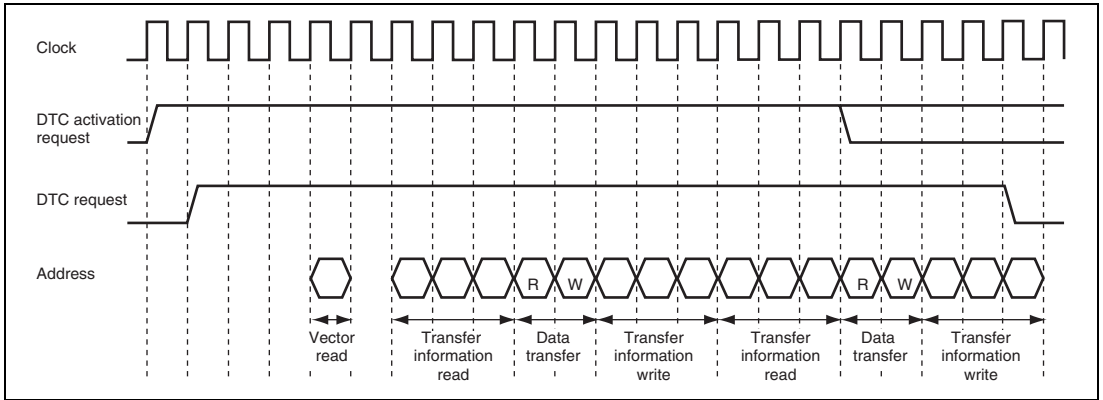 Clock
DTC activation
request
DTC request
Address
R
W
R
W
Vector
read
Transfer
information
read
Data
transfer
Transfer
information
write
Transfer
information
read
Data
transfer
Transfer
information
write